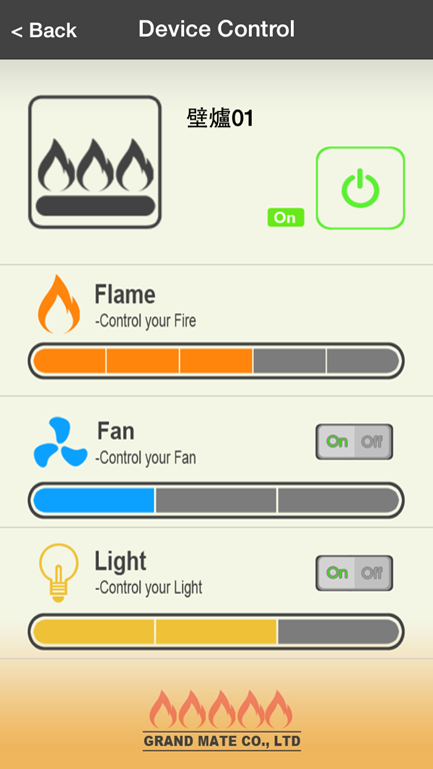 < Back Device Control
壁爐01
On
Flame
-Control your Fire
Fan
-Control your Fan
On Off
Light
-Control your Light
On Off
GRAND MATE CO., LTD